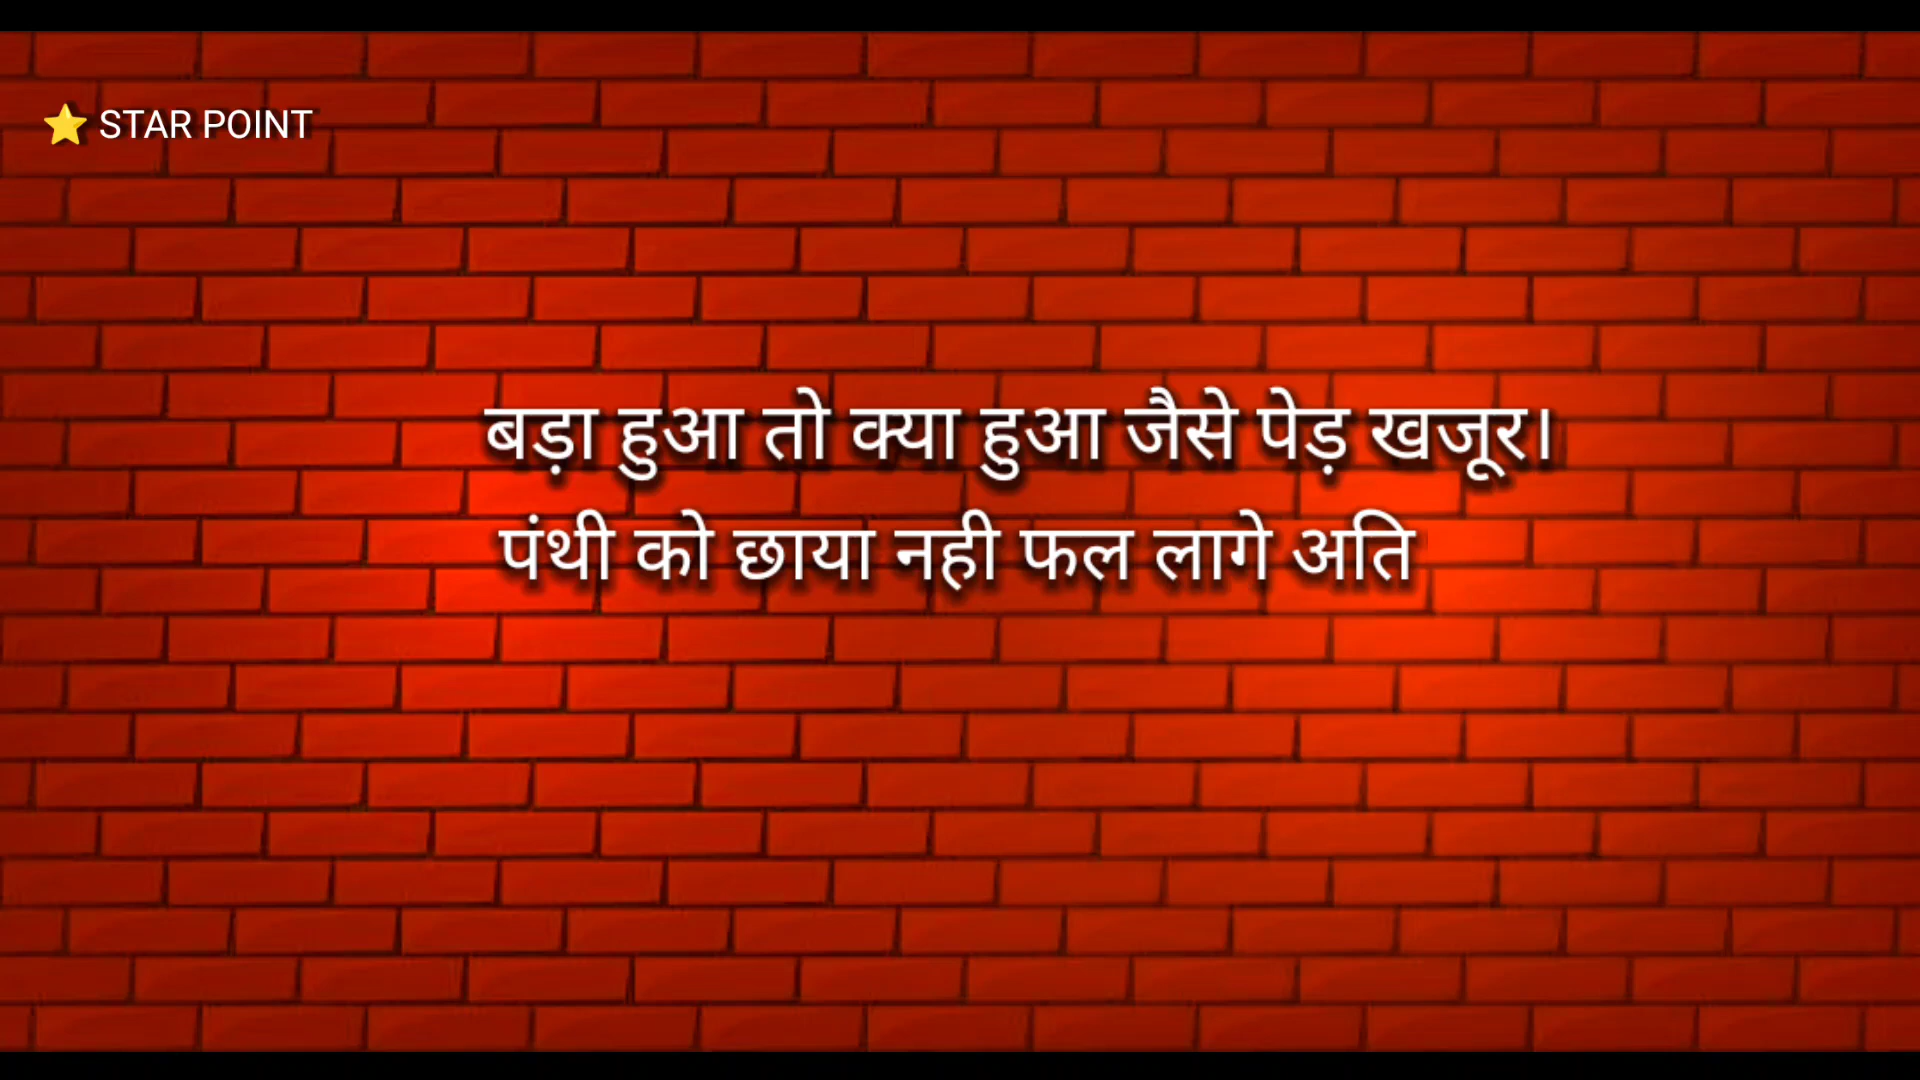 ⭐ STAR POINT
बड़ा हुआ तो क्या हुआ जैसे पेड़ खजूर।
पंथी को छाया नही फल लागे अति